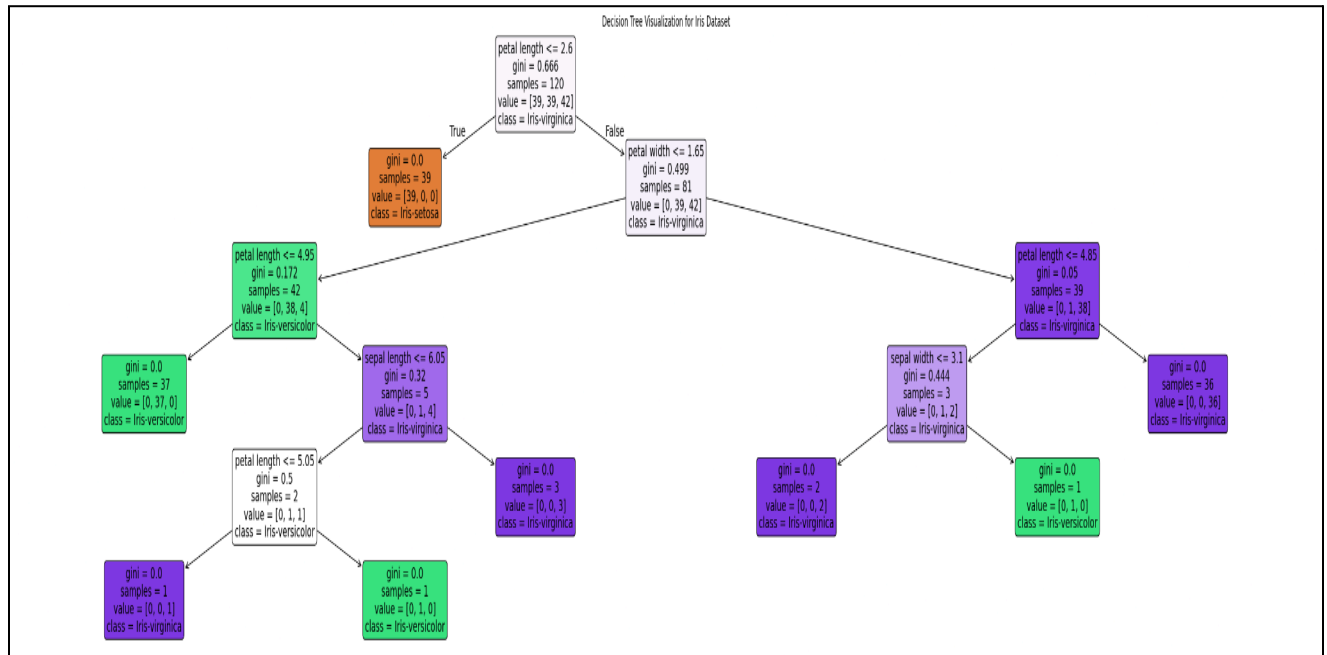 Decision Tree Visualization for Iris Dataset
petal length <= 2.6
gini = 0.666
samples = 120
value = [39, 39, 42]
class = Iris-virginica
True
False
gini = 0.0
samples = 39
value = [39, 0, 0]
class = Iris-setosa
petal width <= 1.65
gini = 0.499
samples = 81
value = [0, 39, 42]
class = Iris-virginica
petal length <= 4.95
gini = 0.172
samples = 42
value = [0, 38, 4]
class = Iris-versicolor
petal length <= 4.85
gini = 0.05
samples = 39
value = [0, 1, 38]
class = Iris-virginica
gini = 0.0
samples = 37
value = [0, 37, 0]
class = Iris-versicolor
sepal length <= 6.05
gini = 0.32
samples = 5
value = [0, 1, 4]
class = Iris-virginica
sepal width <= 3.1
gini = 0.444
samples = 3
value = [0, 1, 2]
class = Iris-virginica
gini = 0.0
samples = 36
value = [0, 0, 36]
class = Iris-virginica
petal length <= 5.05
gini = 0.5
samples = 2
value = [0, 1, 1]
class = Iris-versicolor
gini = 0.0
samples = 3
value = [0, 0, 3]
class = Iris-virginica
gini = 0.0
samples = 2
value = [0, 0, 2]
class = Iris-virginica
gini = 0.0
samples = 1
value = [0, 1, 0]
class = Iris-versicolor
gini = 0.0
samples = 1
value = [0, 0, 1]
class = Iris-virginica
gini = 0.0
samples = 1
value = [0, 1, 0]
class = Iris-versicolor